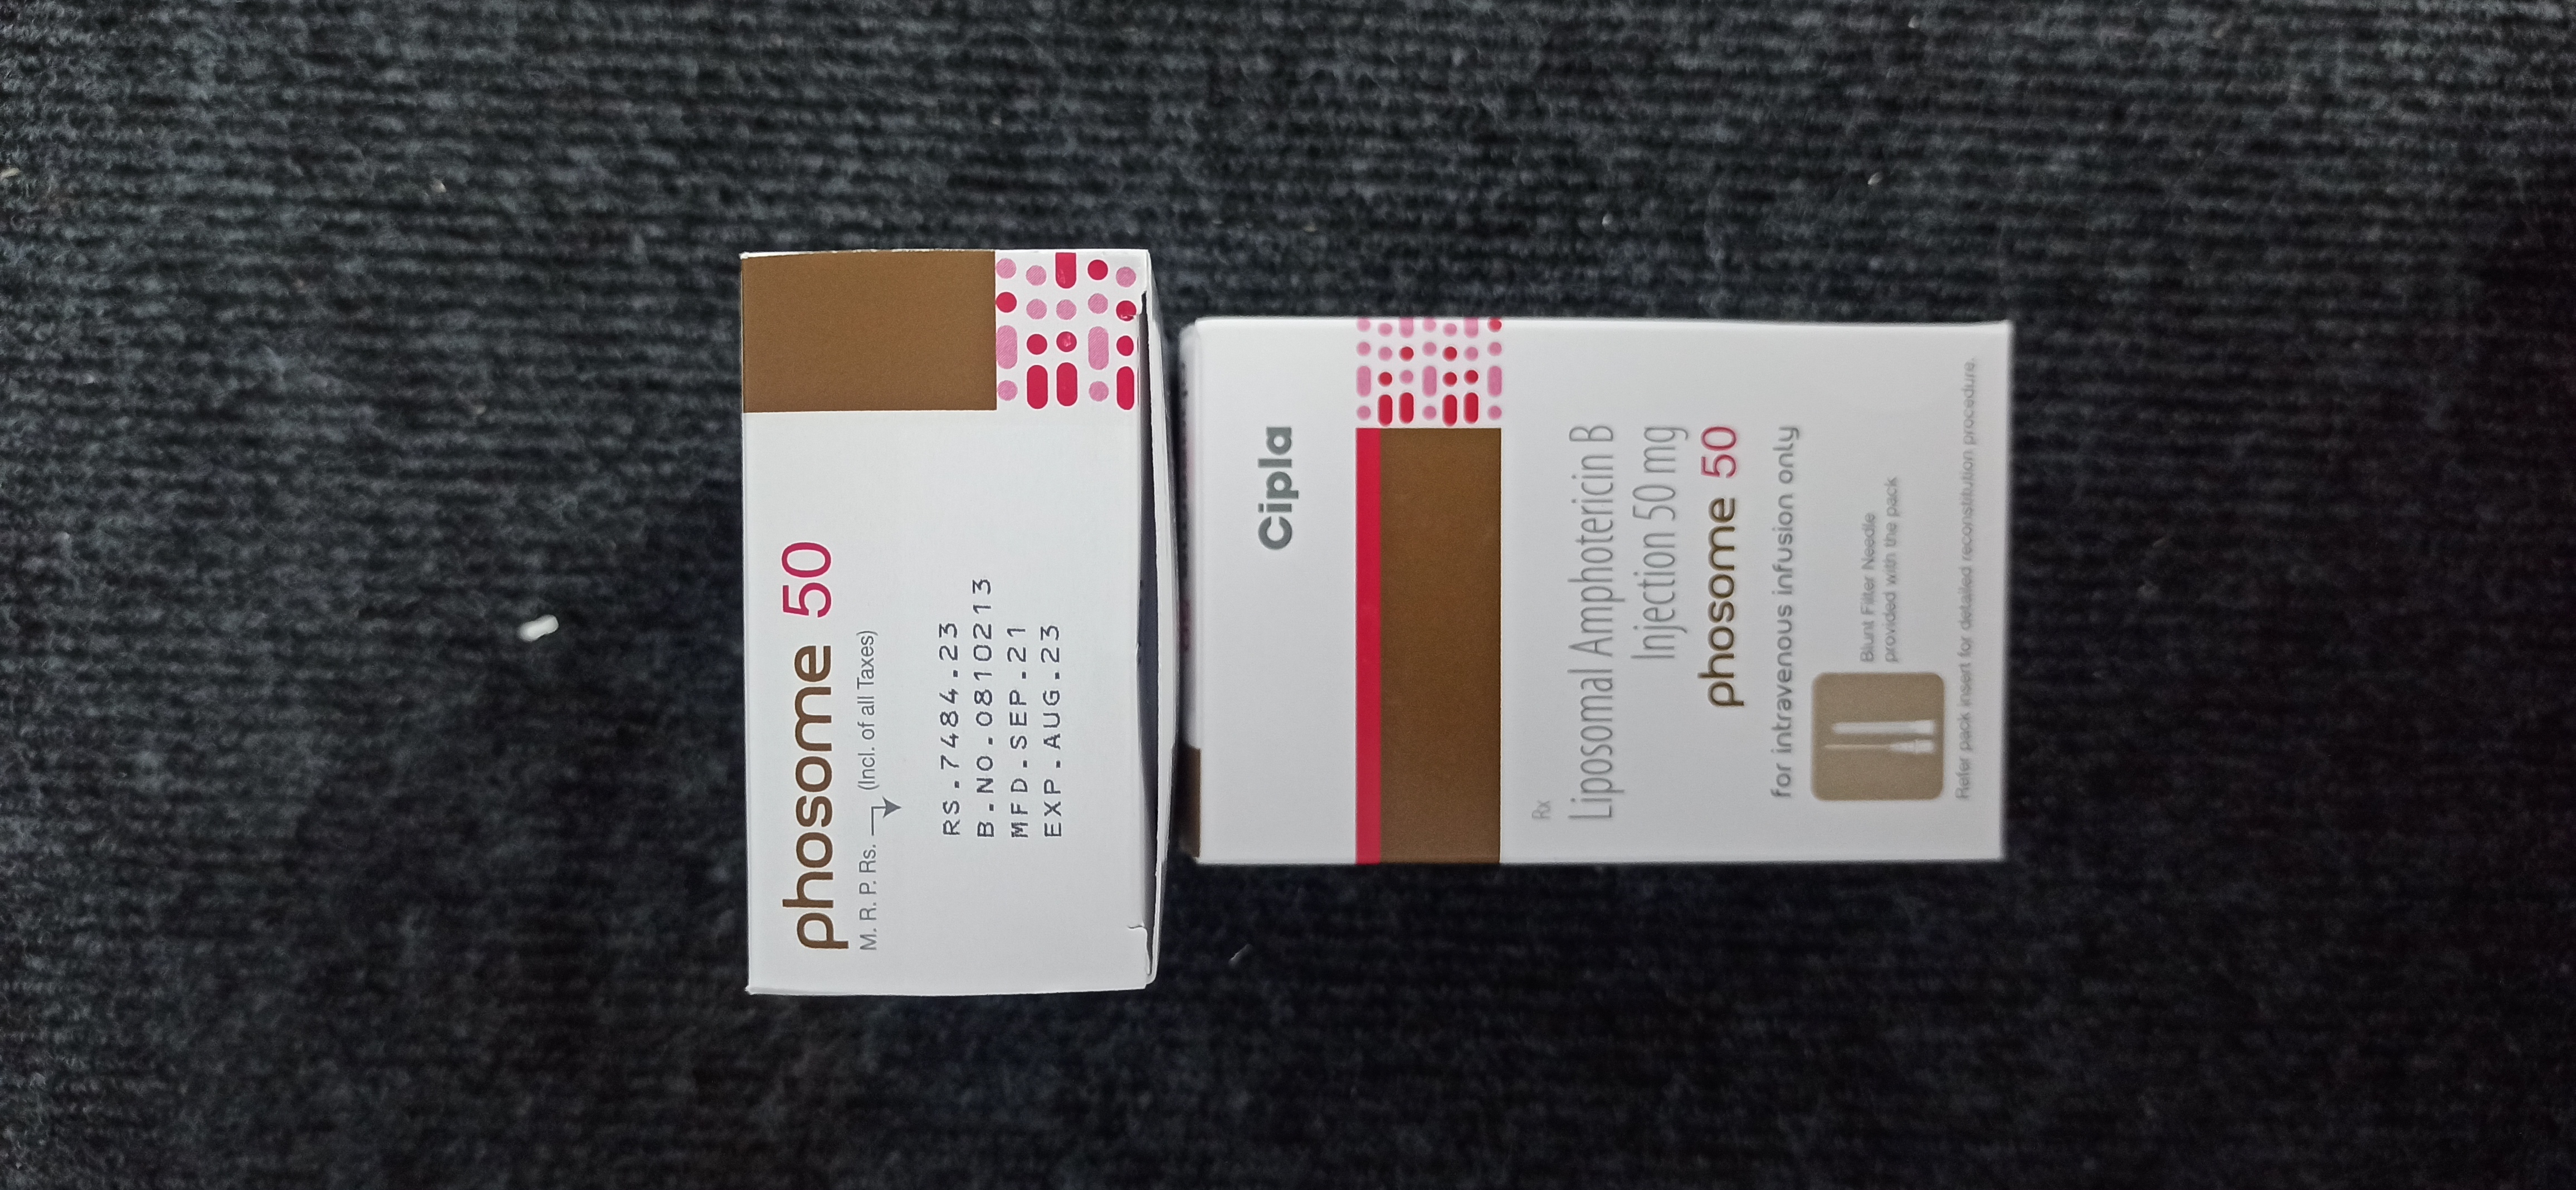 phosome 50
M. R. P. Rs. (Incl. of all Taxes)
RS.7484.23
B.NO.0810213
MFD.SEP.21
EXP.AUG.23
Cipla
Rx
Liposomal Amphotericin B
Injection 50 mg
phosome 50
for intravenous infusion only
Blunt Filter Needle
provided with the pack
Refer pack insert for detailed reconstitution procedure.